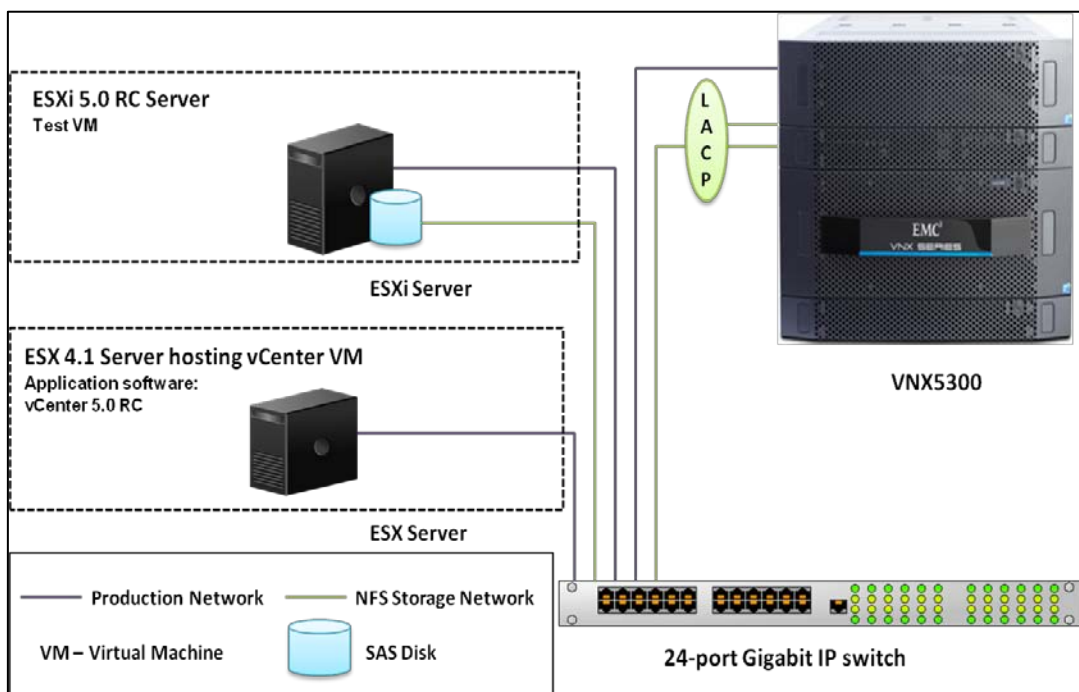 ESXi 5.0 RC Server
Test VM
ESXi Server
ESX 4.1 Server hosting vCenter VM
Application software:
vCenter 5.0 RC
ESX Server
L
A
C
P
EMC²
VNX SERIES
VNX5300
Production Network
NFS Storage Network
VM – Virtual Machine
SAS Disk
24-port Gigabit IP switch